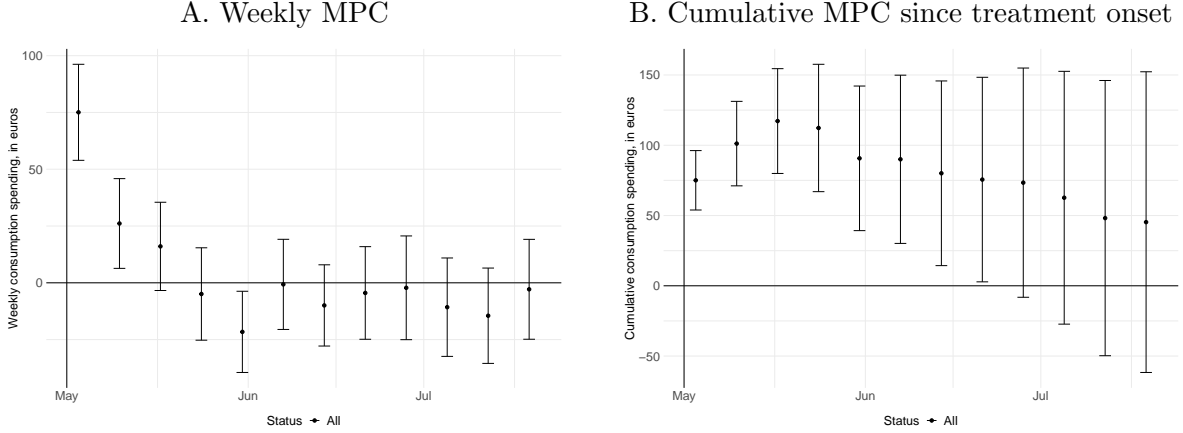 A. Weekly MPC
Weekly consumption spending, in euros
100
50
0
May
Jun
Jul
Status All
B. Cumulative MPC since treatment onset
Cumulative consumption spending, in euros
150
100
50
0
−50
May
Jun
Jul
Status All